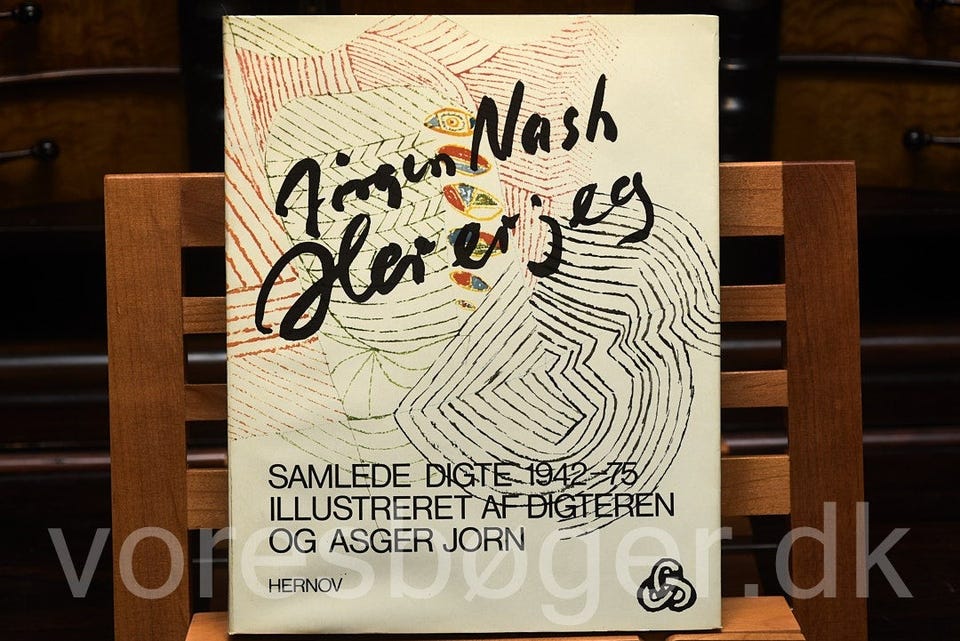 Jørgen Nash
Her er jeg
SAMLEDE DIGTE 1942–75
ILLUSTRERET AF DIGTEREN
OG ASGER JORN
HERNOV
voresbøger.dk